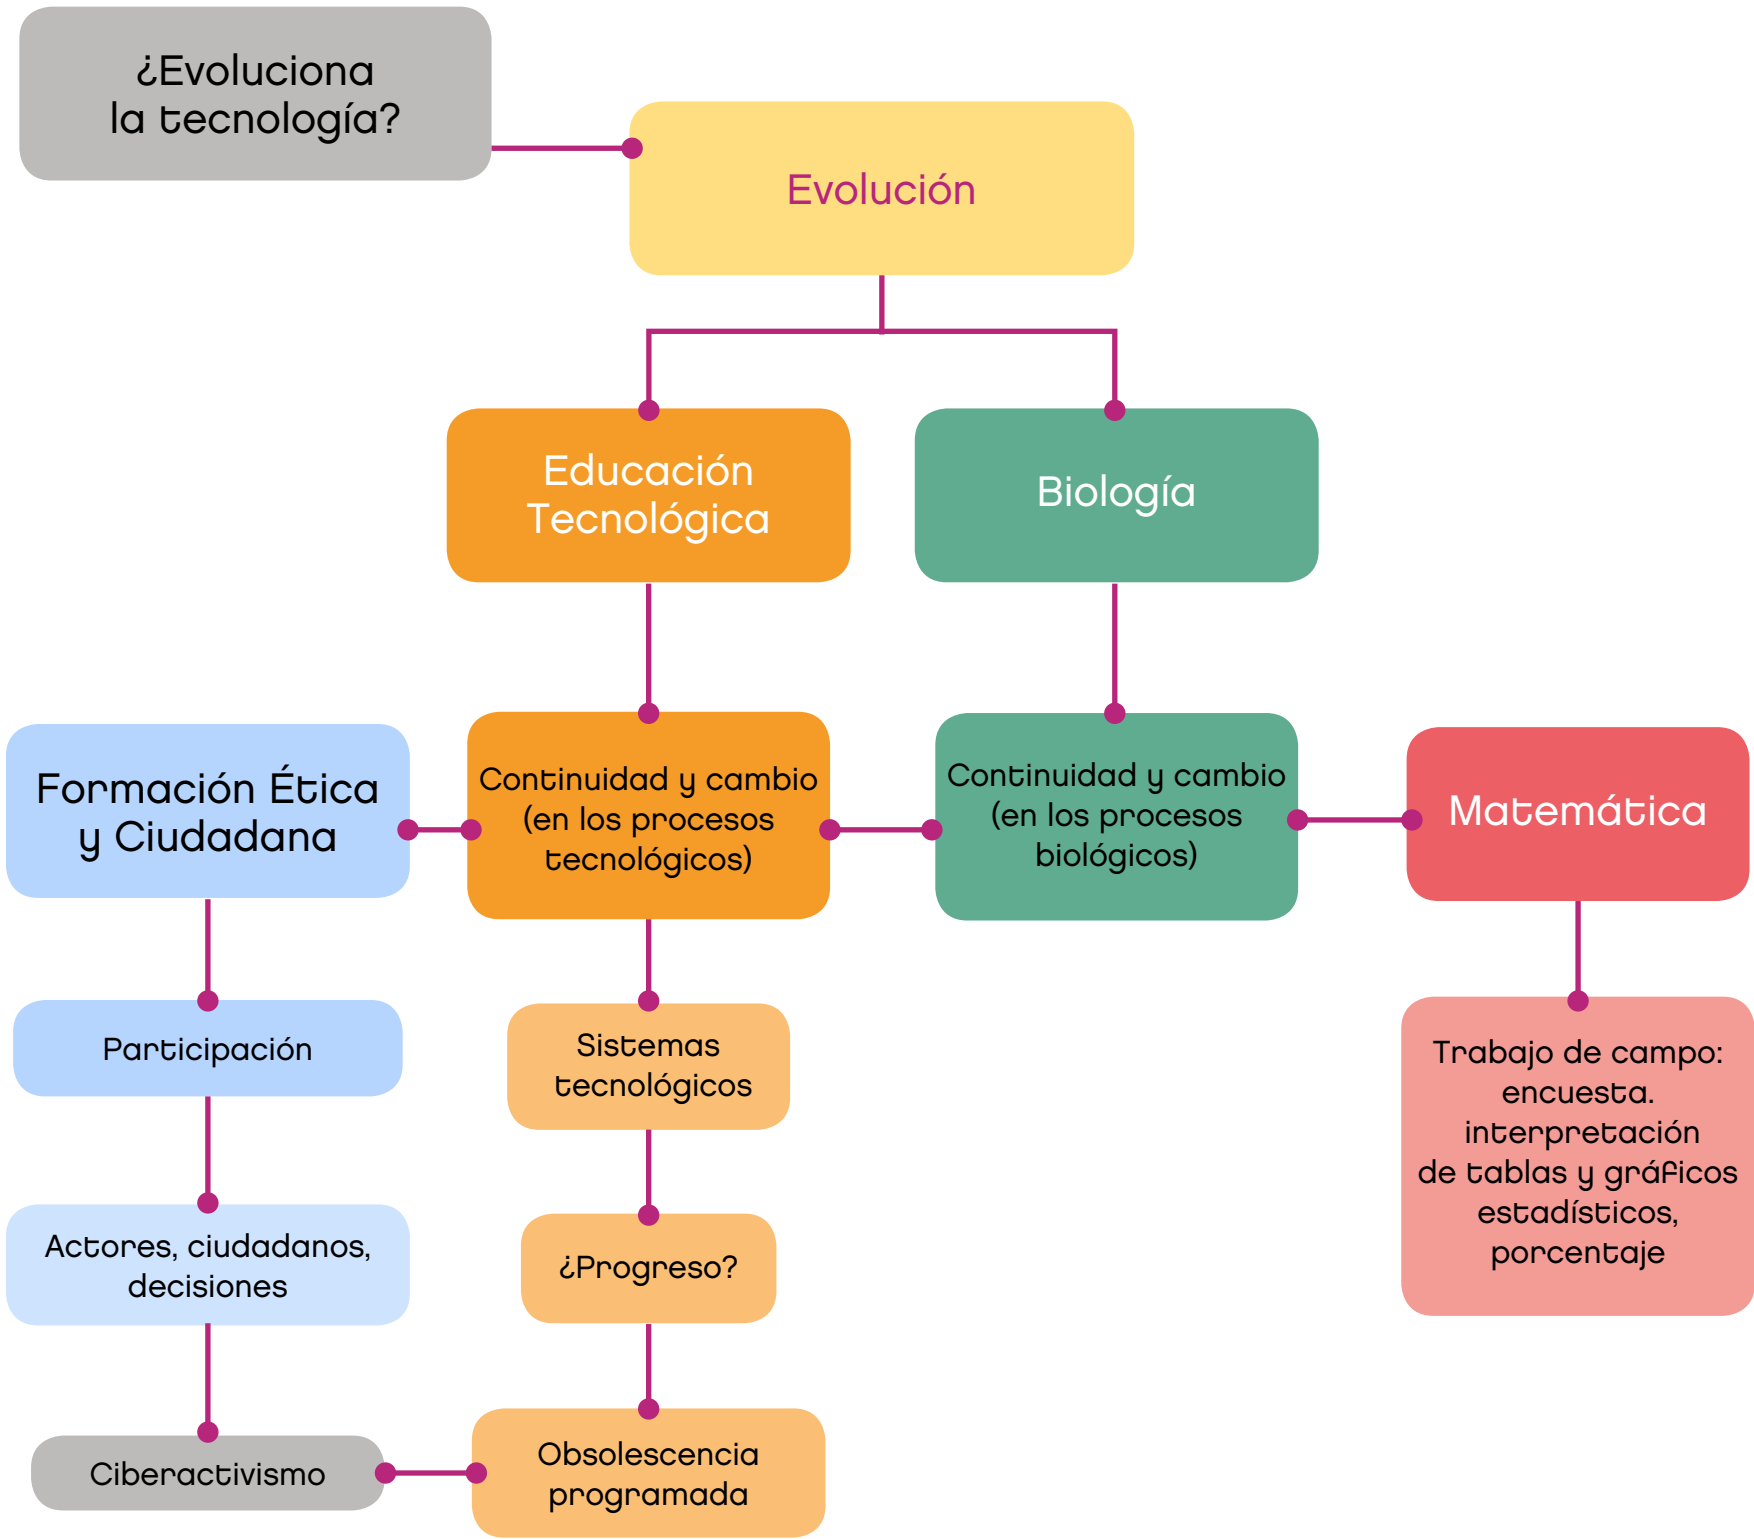 ¿Evoluciona
la tecnología?
Evolución
Educación
Tecnológica
Biología
Formación Ética
y Ciudadana
Continuidad y cambio
(en los procesos
tecnológicos)
Continuidad y cambio
(en los procesos
biológicos)
Matemática
Participación
Sistemas
tecnológicos
Trabajo de campo:
encuesta.
interpretación
de tablas y gráficos
estadísticos,
porcentaje
Actores, ciudadanos,
decisiones
¿Progreso?
Ciberactivismo
Obsolescencia
programada